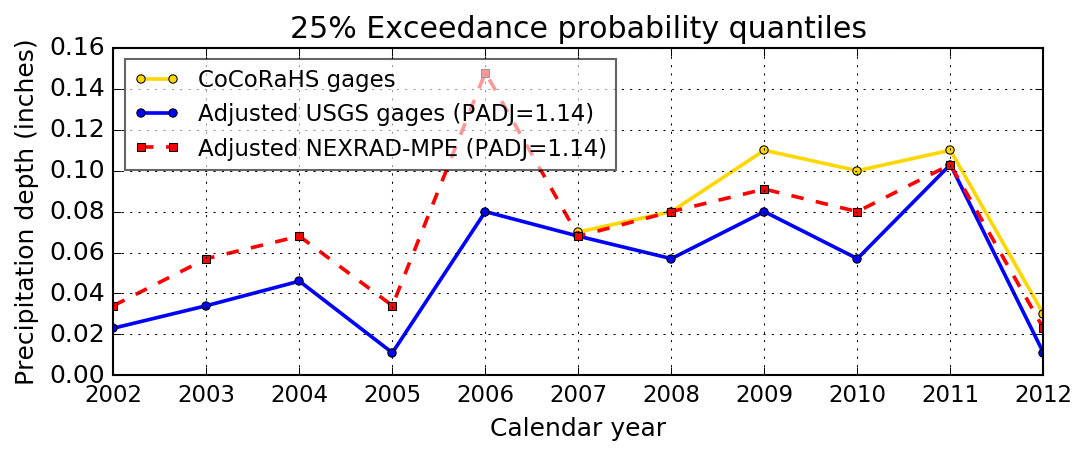 25% Exceedance probability quantiles
Precipitation depth (inches)
0.16
0.14
0.12
0.10
0.08
0.06
0.04
0.02
0.00
CoCoRaHS gages
Adjusted USGS gages (PADJ=1.14)
Adjusted NEXRAD-MPE (PADJ=1.14)
2002 2003 2004 2005 2006 2007 2008 2009 2010 2011 2012
Calendar year